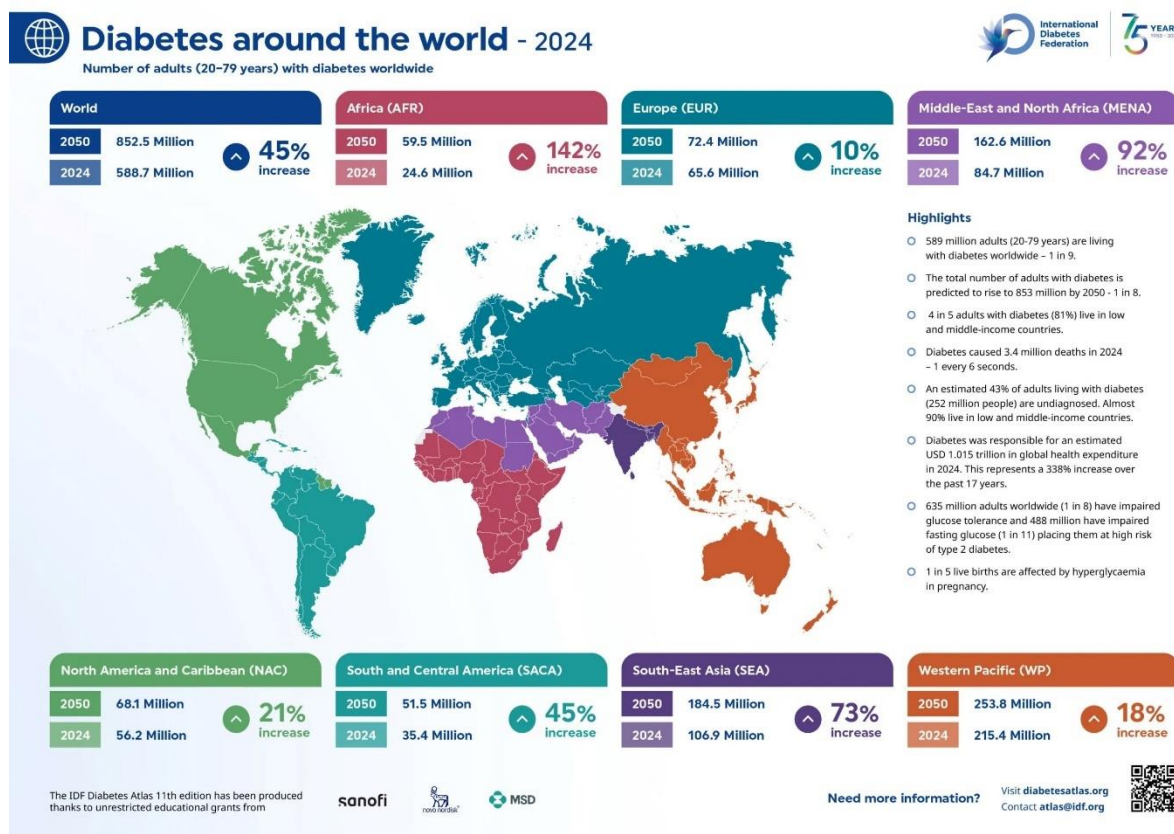 Diabetes around the world - 2024
Number of adults (20–79 years) with diabetes worldwide
International
Diabetes
Federation
75 YEAR
World
2050 852.5 Million
2024 588.7 Million
45%
increase
Africa (AFR)
2050 59.5 Million
2024 24.6 Million
142%
increase
Europe (EUR)
2050 72.4 Million
2024 65.6 Million
10%
increase
Middle-East and North Africa (MENA)
2050 162.6 Million
2024 84.7 Million
92%
increase
Highlights
589 million adults (20-79 years) are living
with diabetes worldwide – 1 in 9.
The total number of adults with diabetes is
predicted to rise to 853 million by 2050 - 1 in 8.
4 in 5 adults with diabetes (81%) live in low
and middle-income countries.
Diabetes caused 3.4 million deaths in 2024
– 1 every 6 seconds.
An estimated 43% of adults living with diabetes
(252 million people) are undiagnosed. Almost
90% live in low and middle-income countries.
Diabetes was responsible for an estimated
USD 1.015 trillion in global health expenditure
in 2024. This represents a 338% increase over
the past 17 years.
635 million adults worldwide (1 in 8) have impaired
glucose tolerance and 488 million have impaired
fasting glucose (1 in 11) placing them at high risk
of type 2 diabetes.
1 in 5 live births are affected by hyperglycaemia
in pregnancy.
North America and Caribbean (NAC)
2050 68.1 Million
2024 56.2 Million
21%
increase
South and Central America (SACA)
2050 51.5 Million
2024 35.4 Million
45%
increase
South-East Asia (SEA)
2050 184.5 Million
2024 106.9 Million
73%
increase
Western Pacific (WP)
2050 253.8 Million
2024 215.4 Million
18%
increase
The IDF Diabetes Atlas 11th edition has been produced
thanks to unrestricted educational grants from
sanofi
novo nordisk
MSD
Need more information?
Visit diabetesatlas.org
Contact atlas@idf.org